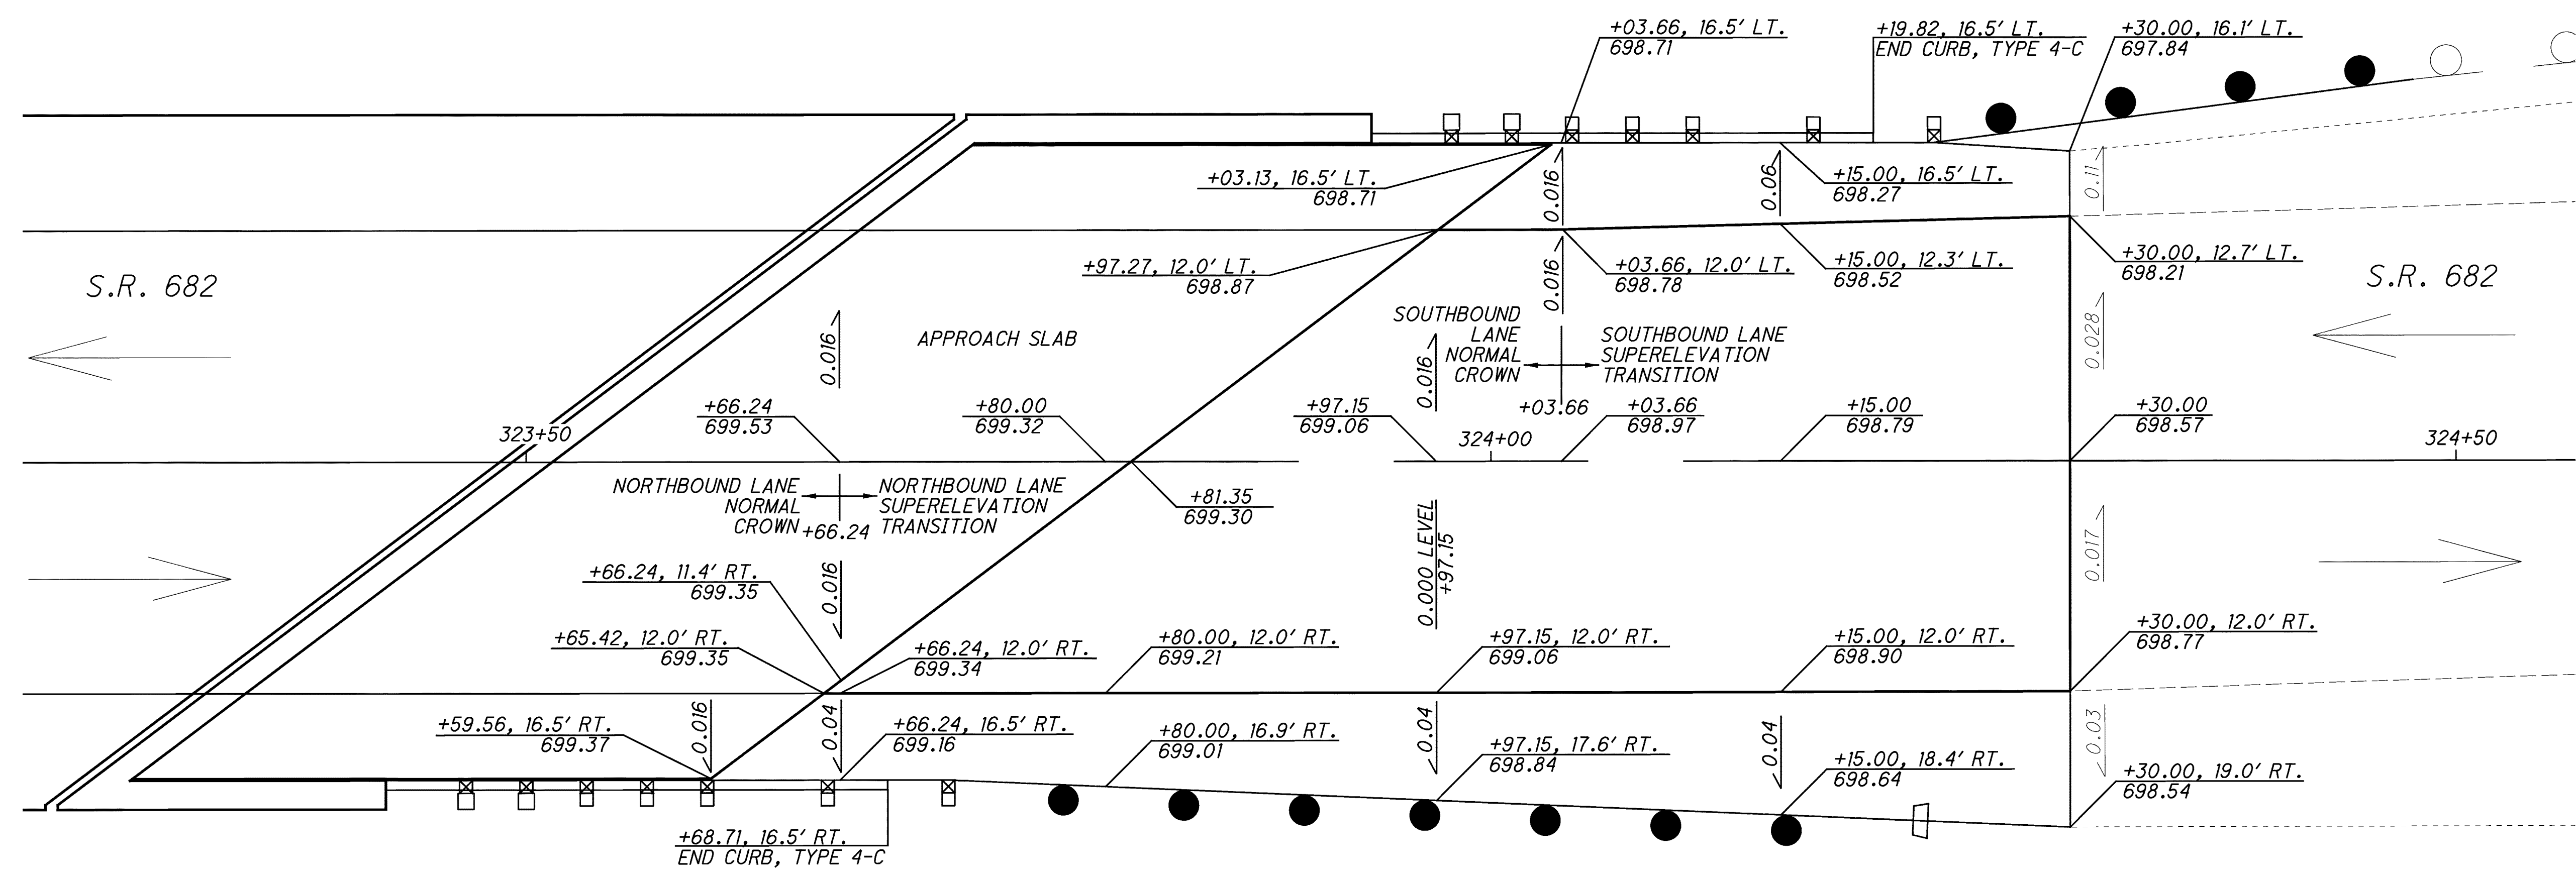 +03.66, 16.5' LT.
698.71
+19.82, 16.5' LT.
END CURB, TYPE 4-C
+30.00, 16.1' LT.
697.84
+03.13, 16.5' LT.
698.71
0.016
0.06
+15.00, 16.5' LT.
698.27
0.11
+97.27, 12.0' LT.
698.87
0.016
+03.66, 12.0' LT.
698.78
+15.00, 12.3' LT.
698.52
+30.00, 12.7' LT.
698.21
S.R. 682
S.R. 682
0.016
APPROACH SLAB
SOUTHBOUND
LANE
NORMAL
CROWN
0.016
SOUTHBOUND LANE
SUPERELEVATION
TRANSITION
0.028
+03.66
323+50
+66.24
699.53
+80.00
699.32
+97.15
699.06
324+00
+03.66
698.97
+15.00
698.79
+30.00
698.57
324+50
NORTHBOUND LANE
NORMAL
CROWN
+66.24
NORTHBOUND LANE
SUPERELEVATION
TRANSITION
+81.35
699.30
0.000 LEVEL
+97.15
0.017
+66.24, 11.4' RT.
699.35
0.016
+65.42, 12.0' RT.
699.35
+66.24, 12.0' RT.
699.34
+80.00, 12.0' RT.
699.21
+97.15, 12.0' RT.
699.06
+15.00, 12.0' RT.
698.90
+30.00, 12.0' RT.
698.77
+59.56, 16.5' RT.
699.37
0.016
0.04
+66.24, 16.5' RT.
699.16
+80.00, 16.9' RT.
699.01
0.04
+97.15, 17.6' RT.
698.84
0.04
+15.00, 18.4' RT.
698.64
0.03
+30.00, 19.0' RT.
698.54
+68.71, 16.5' RT.
END CURB, TYPE 4-C